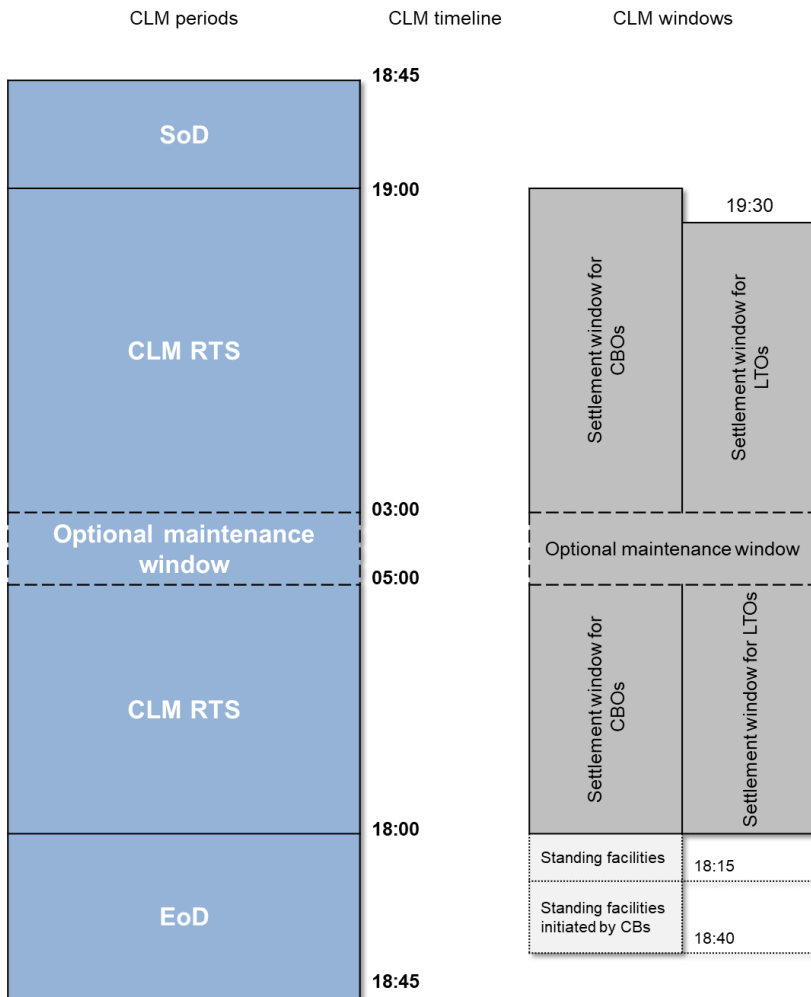 CLM periods
CLM timeline
CLM windows
18:45
SoD
19:00
19:30
CLM RTS
Settlement window for
CBOs
Settlement window for
LTOs
03:00
Optional maintenance
window
Optional maintenance window
05:00
CLM RTS
Settlement window for
CBOs
Settlement window for LTOs
18:00
Standing facilities
18:15
EoD
Standing facilities
initiated by CBs
18:40
18:45